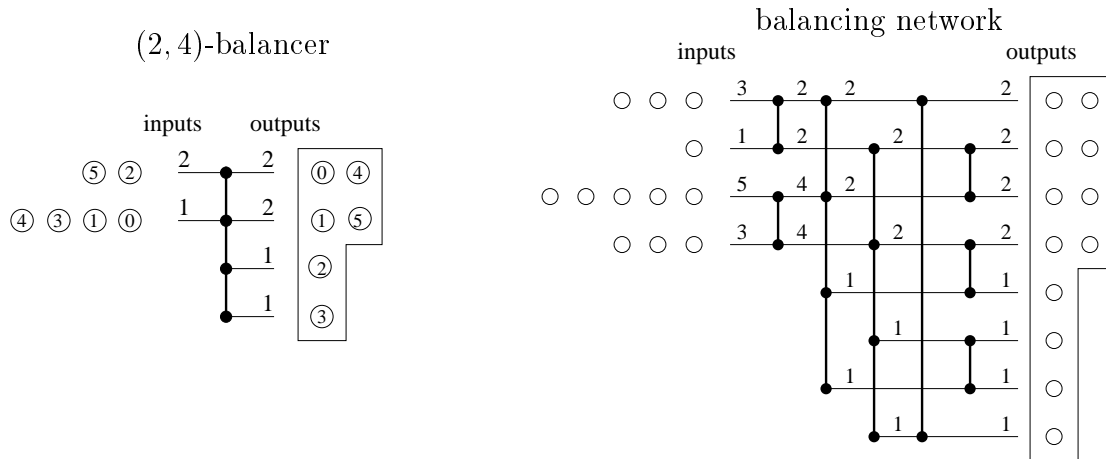 (2, 4)-balancer
inputs outputs
5 2 2 2 0 4
4 3 1 0 1 2 1 5
1 2
1 3
balancing network
inputs outputs
3 2 2 2
1 2 2 2
5 4 2 2
3 4 2 2
1 1
1 1
1 1
1 1